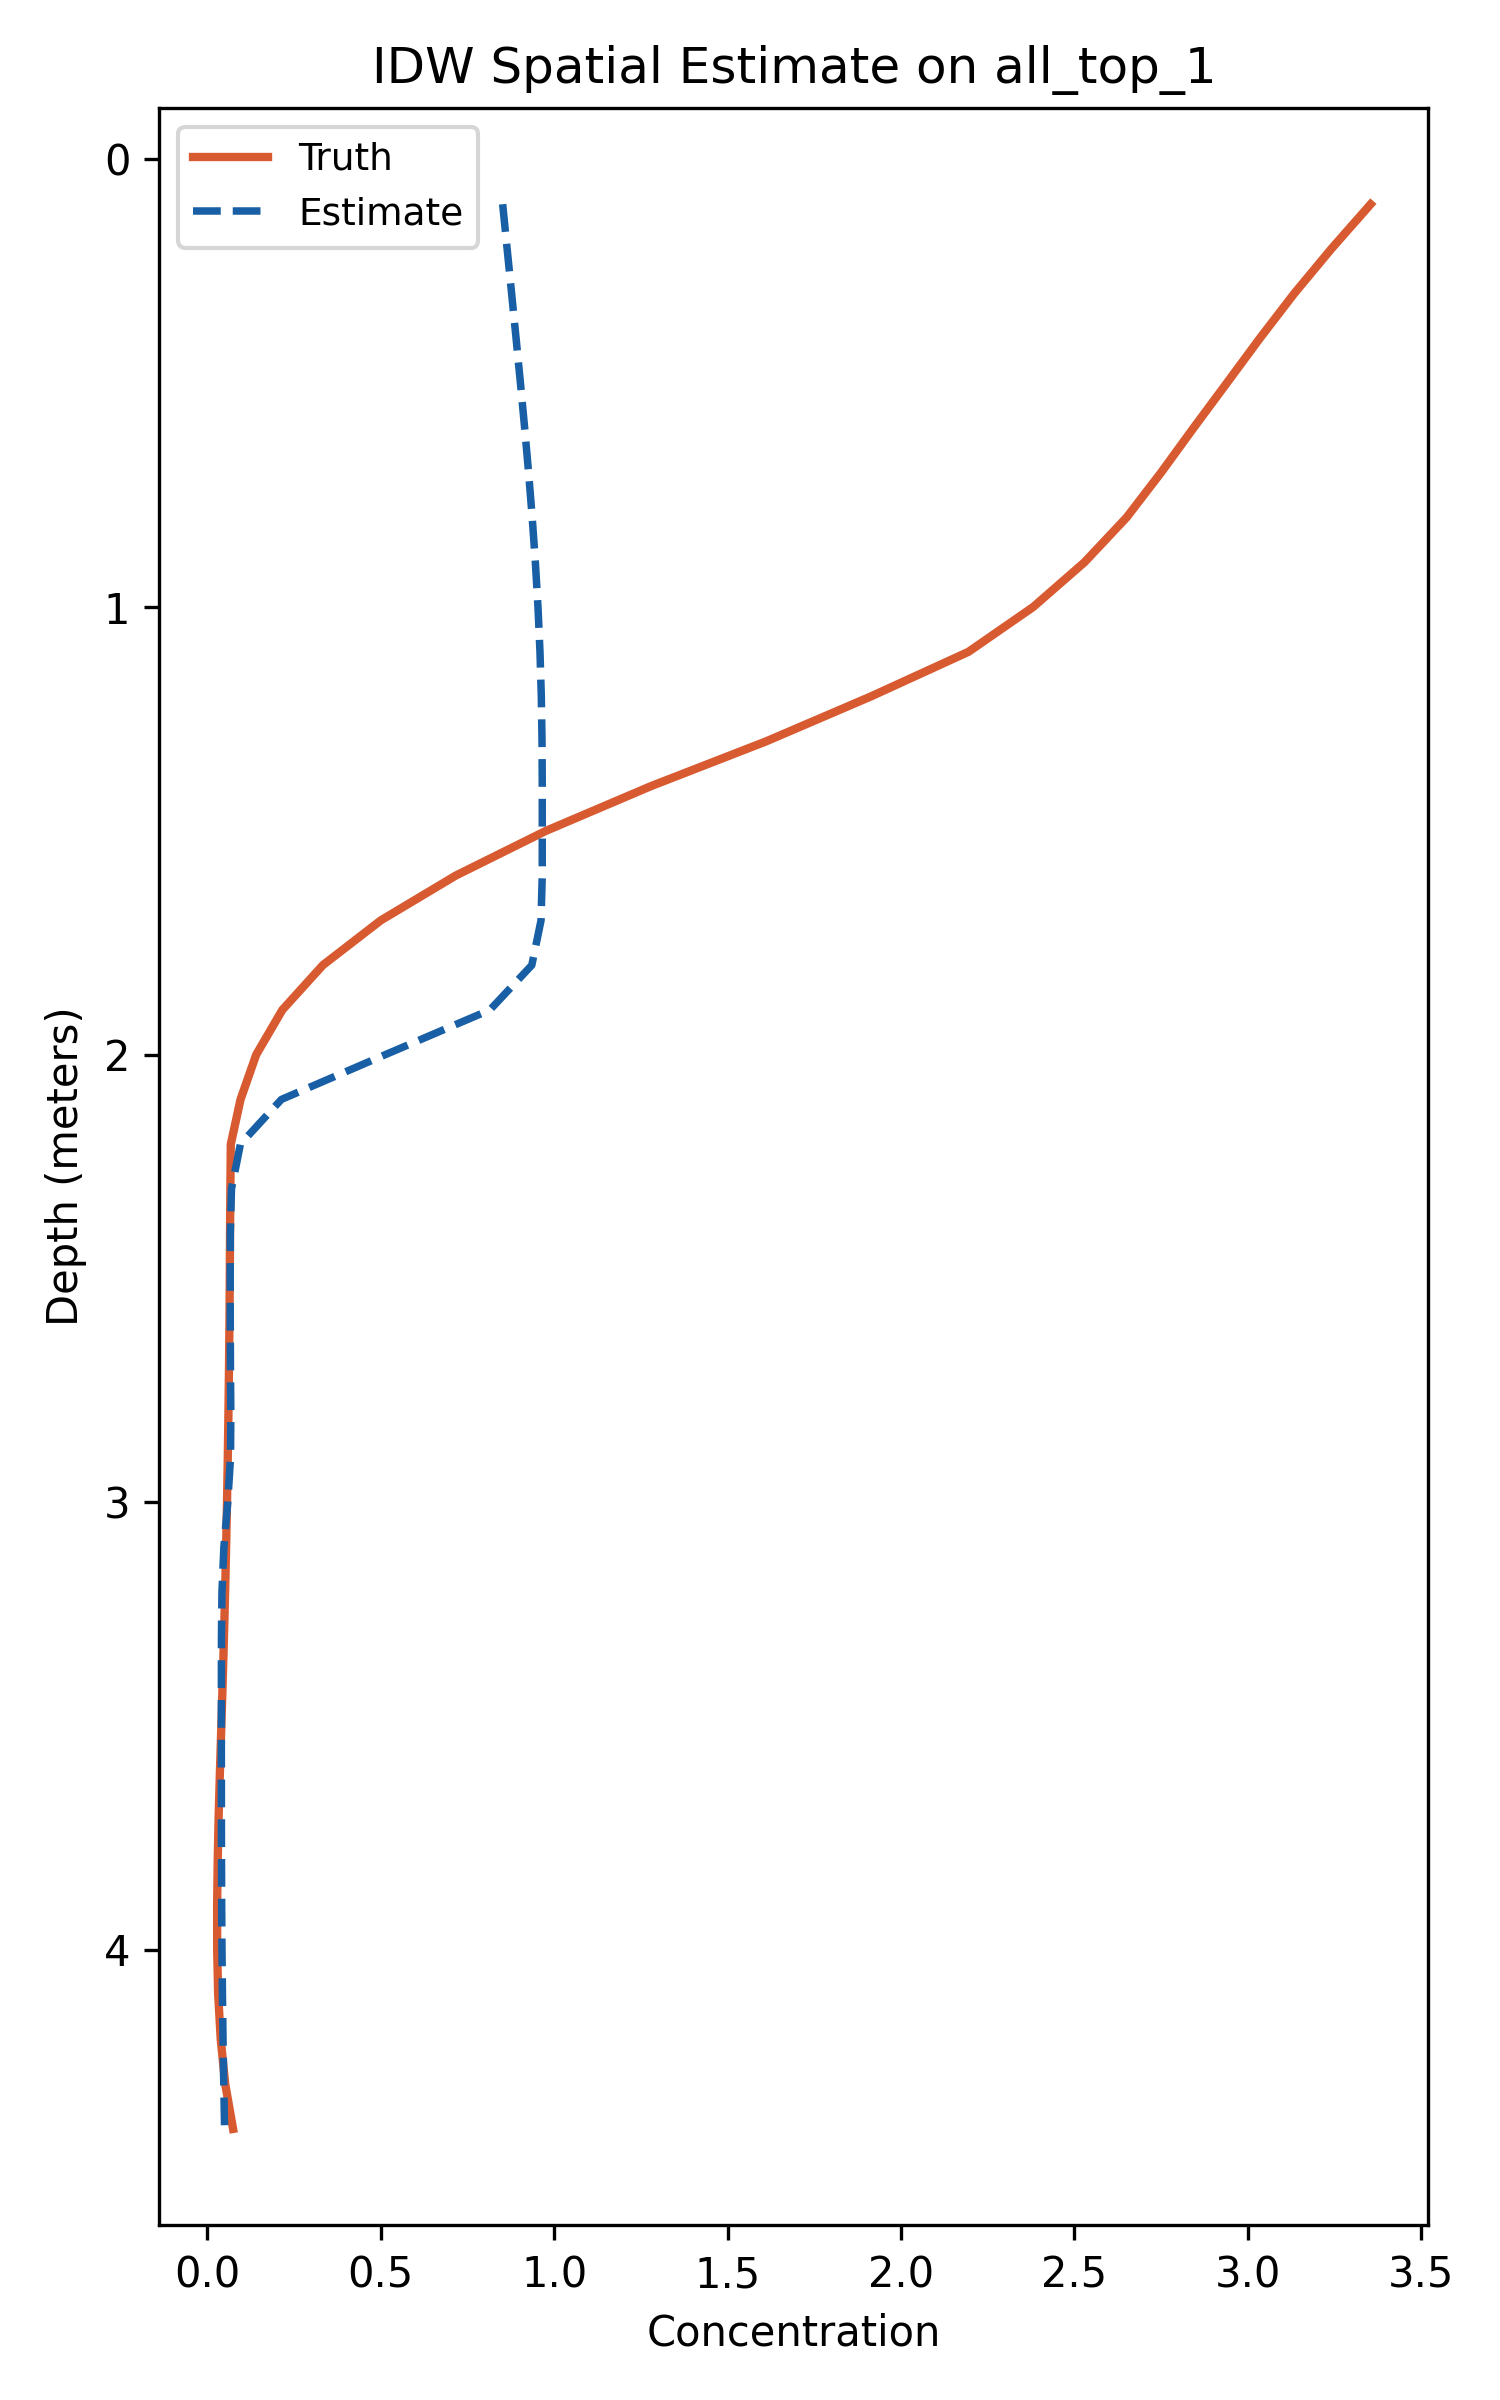 IDW Spatial Estimate on all_top_1
Truth
Estimate
0
1
2
3
4
Depth (meters)
0.0 0.5 1.0 1.5 2.0 2.5 3.0 3.5
Concentration